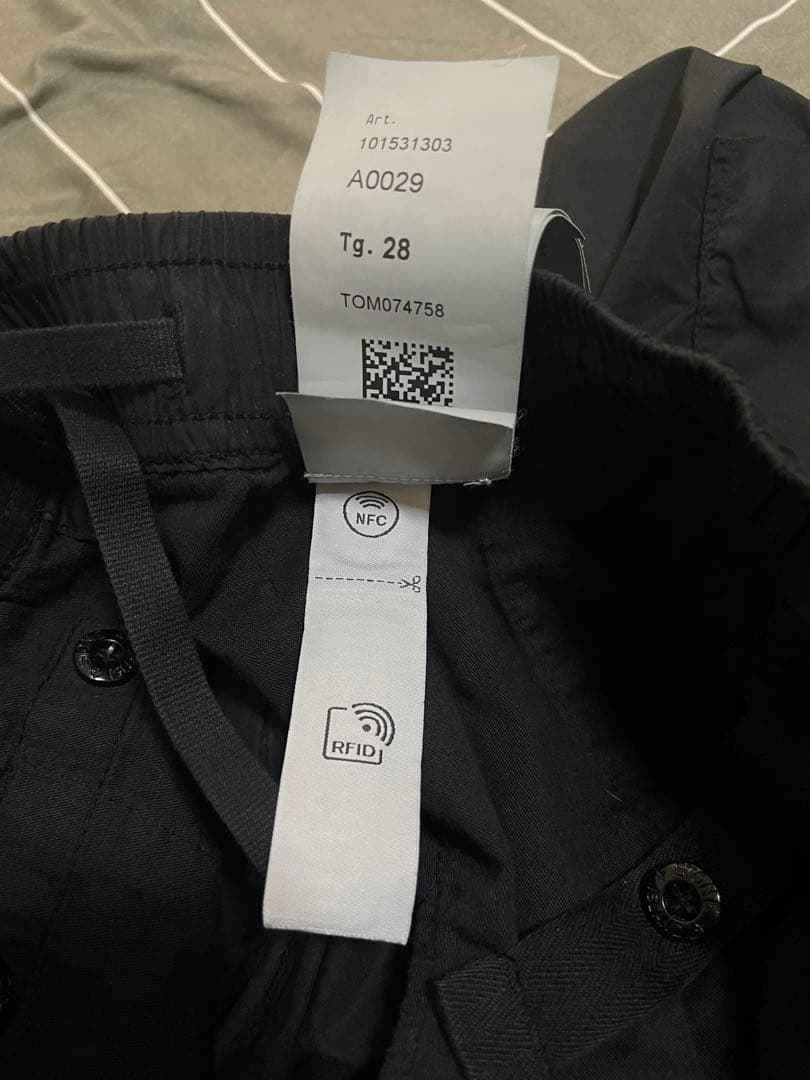 Art.
101531303
A0029
Tg. 28
TOM074758
NFC
RFID